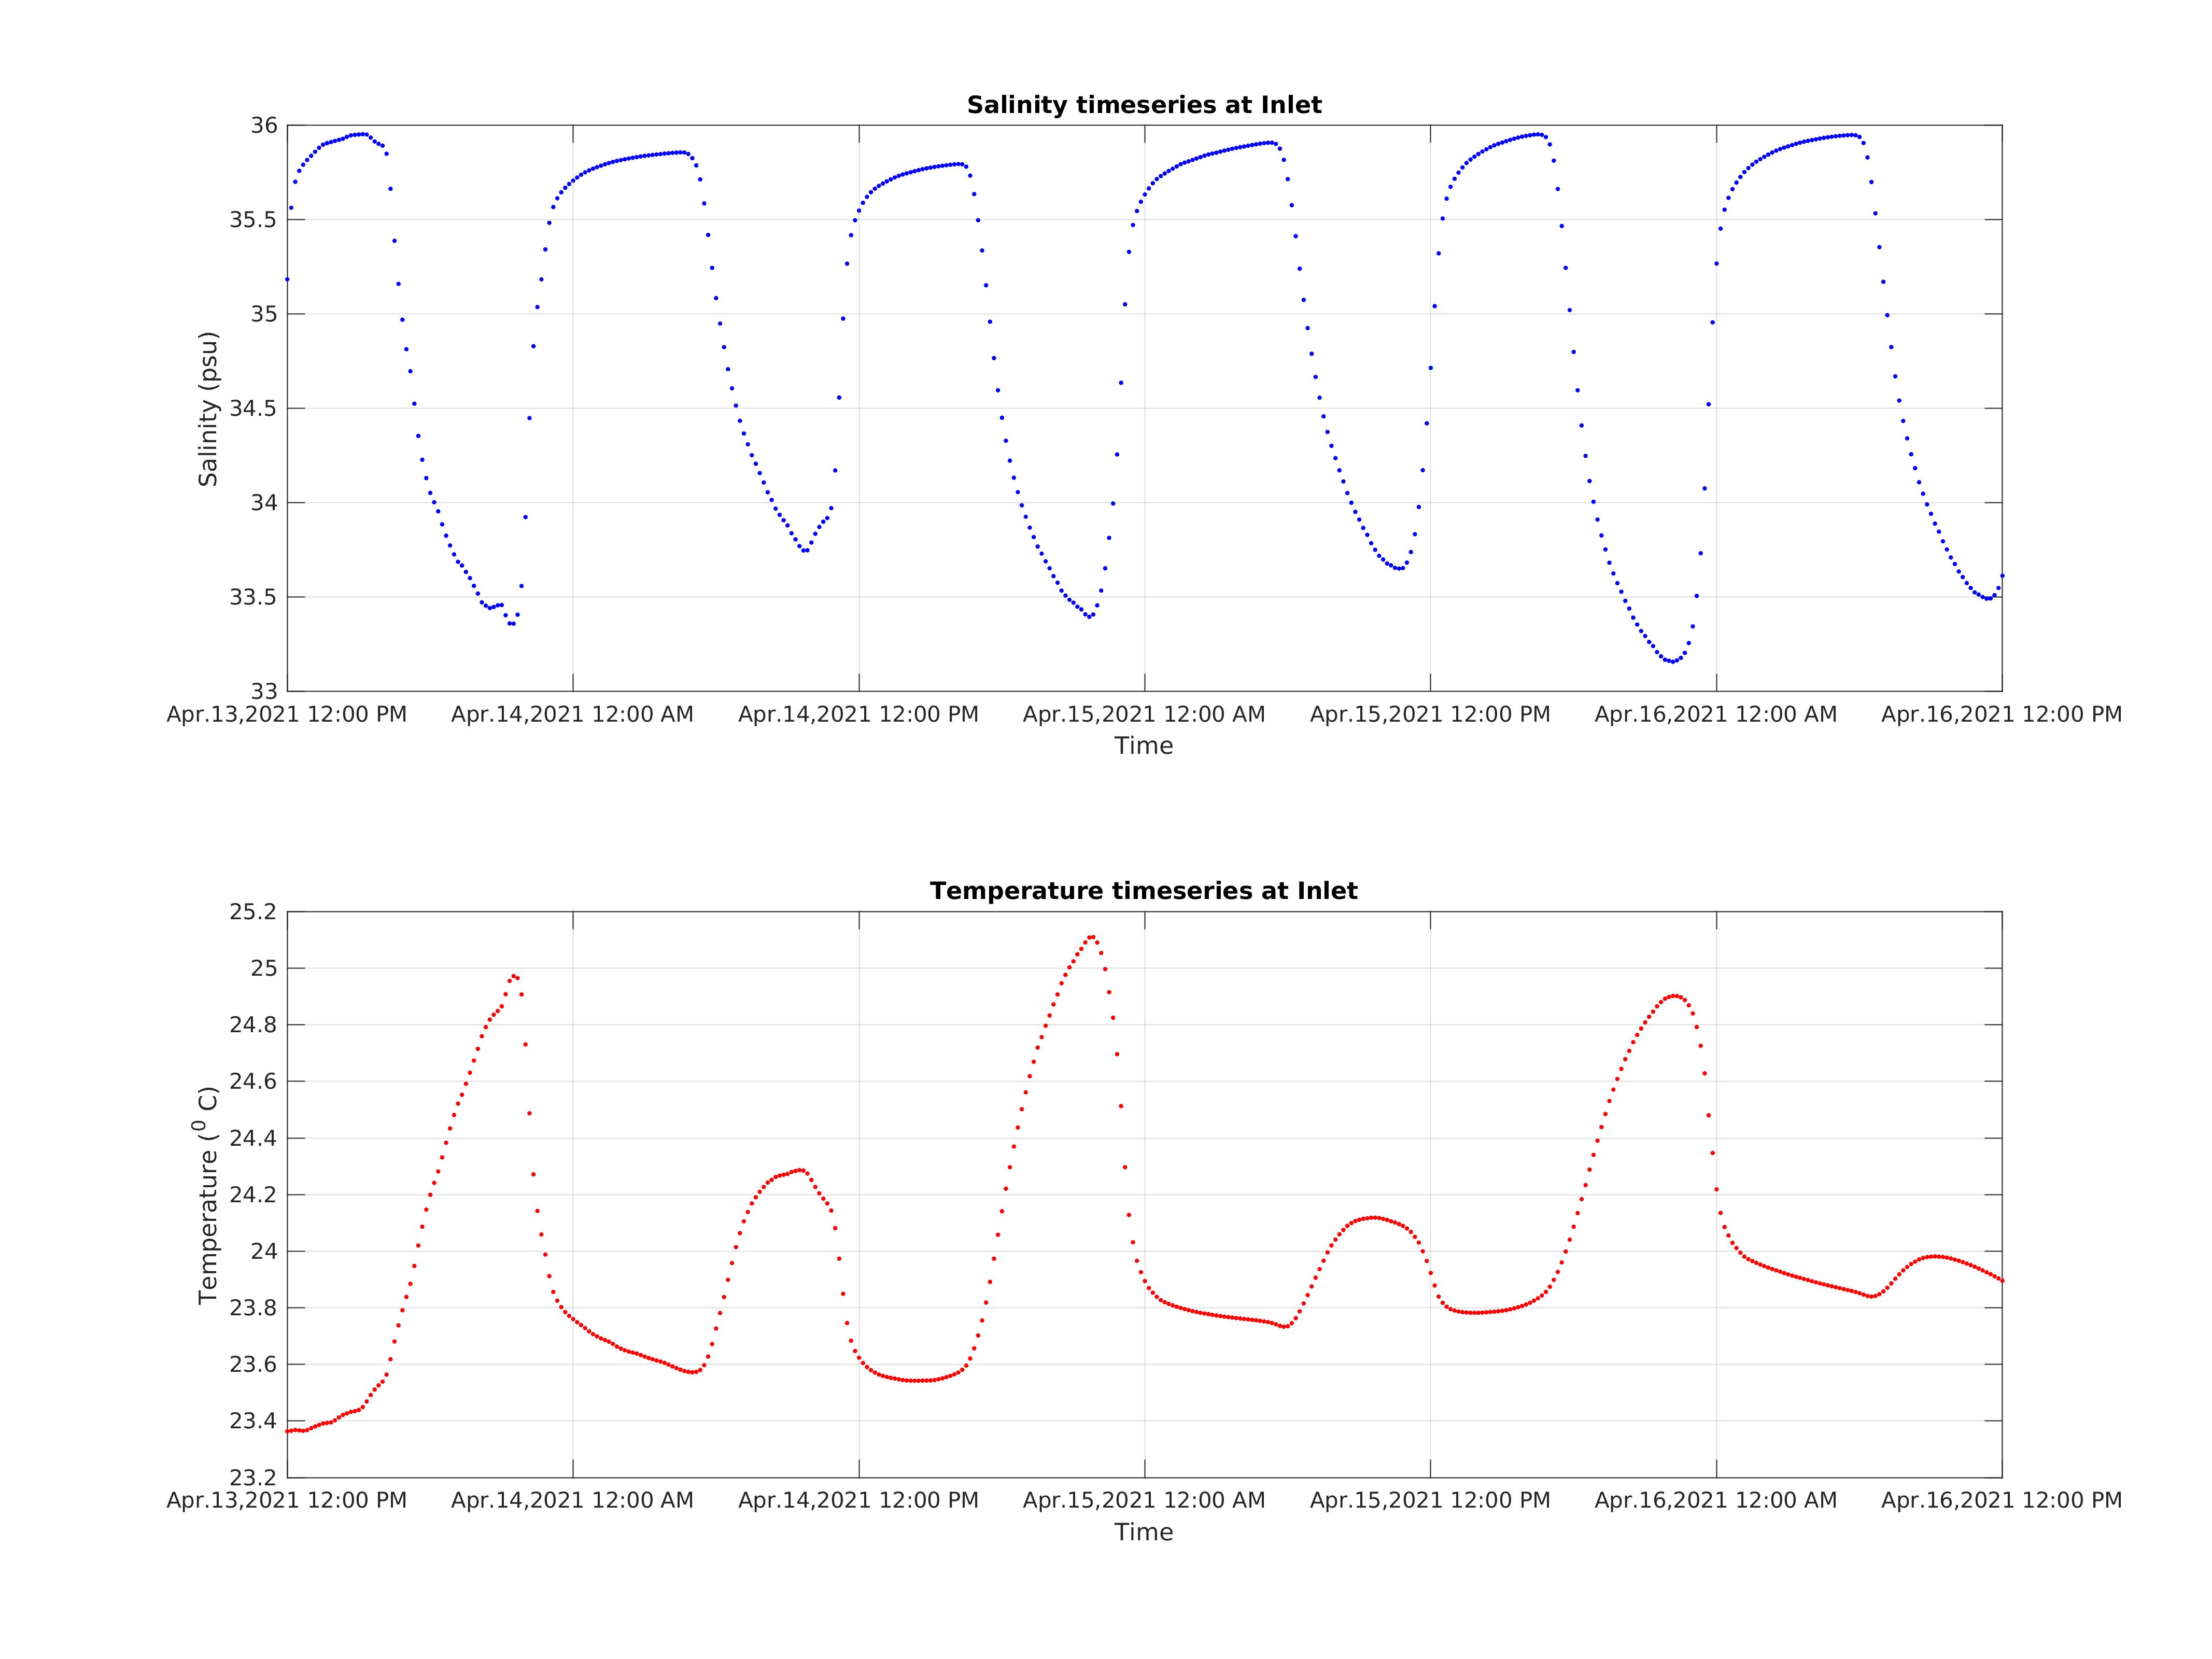 Salinity timeseries at Inlet
36
35.5
35
34.5
34
33.5
33
Salinity (psu)
Apr.13,2021 12:00 PM Apr.14,2021 12:00 AM Apr.14,2021 12:00 PM Apr.15,2021 12:00 AM Apr.15,2021 12:00 PM Apr.16,2021 12:00 AM Apr.16,2021 12:00 PM
Time
Temperature timeseries at Inlet
25.2
25
24.8
24.6
24.4
24.2
24
23.8
23.6
23.4
23.2
Temperature (⁰ C)
Apr.13,2021 12:00 PM Apr.14,2021 12:00 AM Apr.14,2021 12:00 PM Apr.15,2021 12:00 AM Apr.15,2021 12:00 PM Apr.16,2021 12:00 AM Apr.16,2021 12:00 PM
Time